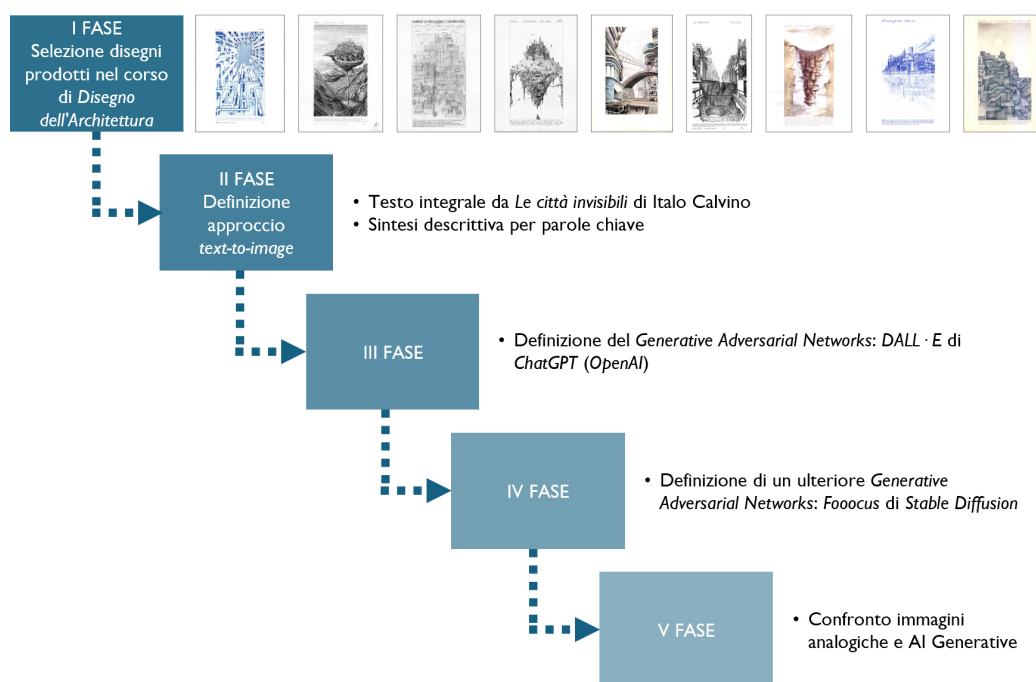 I FASE
Selezione disegni
prodotti nel corso
di Disegno
dell'Architettura
II FASE
Definizione
approccio
text-to-image
• Testo integrale da Le città invisibili di Italo Calvino
• Sintesi descrittiva per parole chiave
III FASE
• Definizione del Generative Adversarial Networks: DALL · E di
ChatGPT (OpenAI)
IV FASE
• Definizione di un ulteriore Generative
Adversarial Networks: Fooocus di Stable Diffusion
V FASE
• Confronto immagini
analogiche e AI Generative